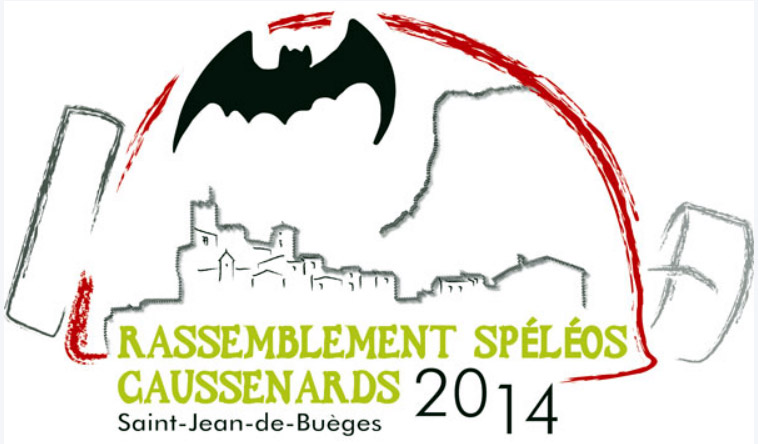 RASSEMBLEMENT SPÉLÉOS
CAUSSENARDS 2014
Saint-Jean-de-Buèges